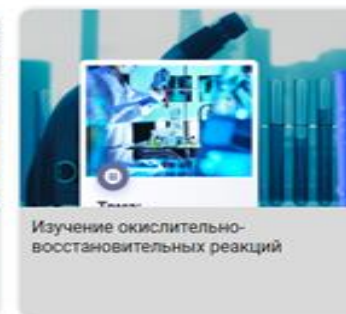 Тема:
Изучение окислительно-
восстановительных реакций